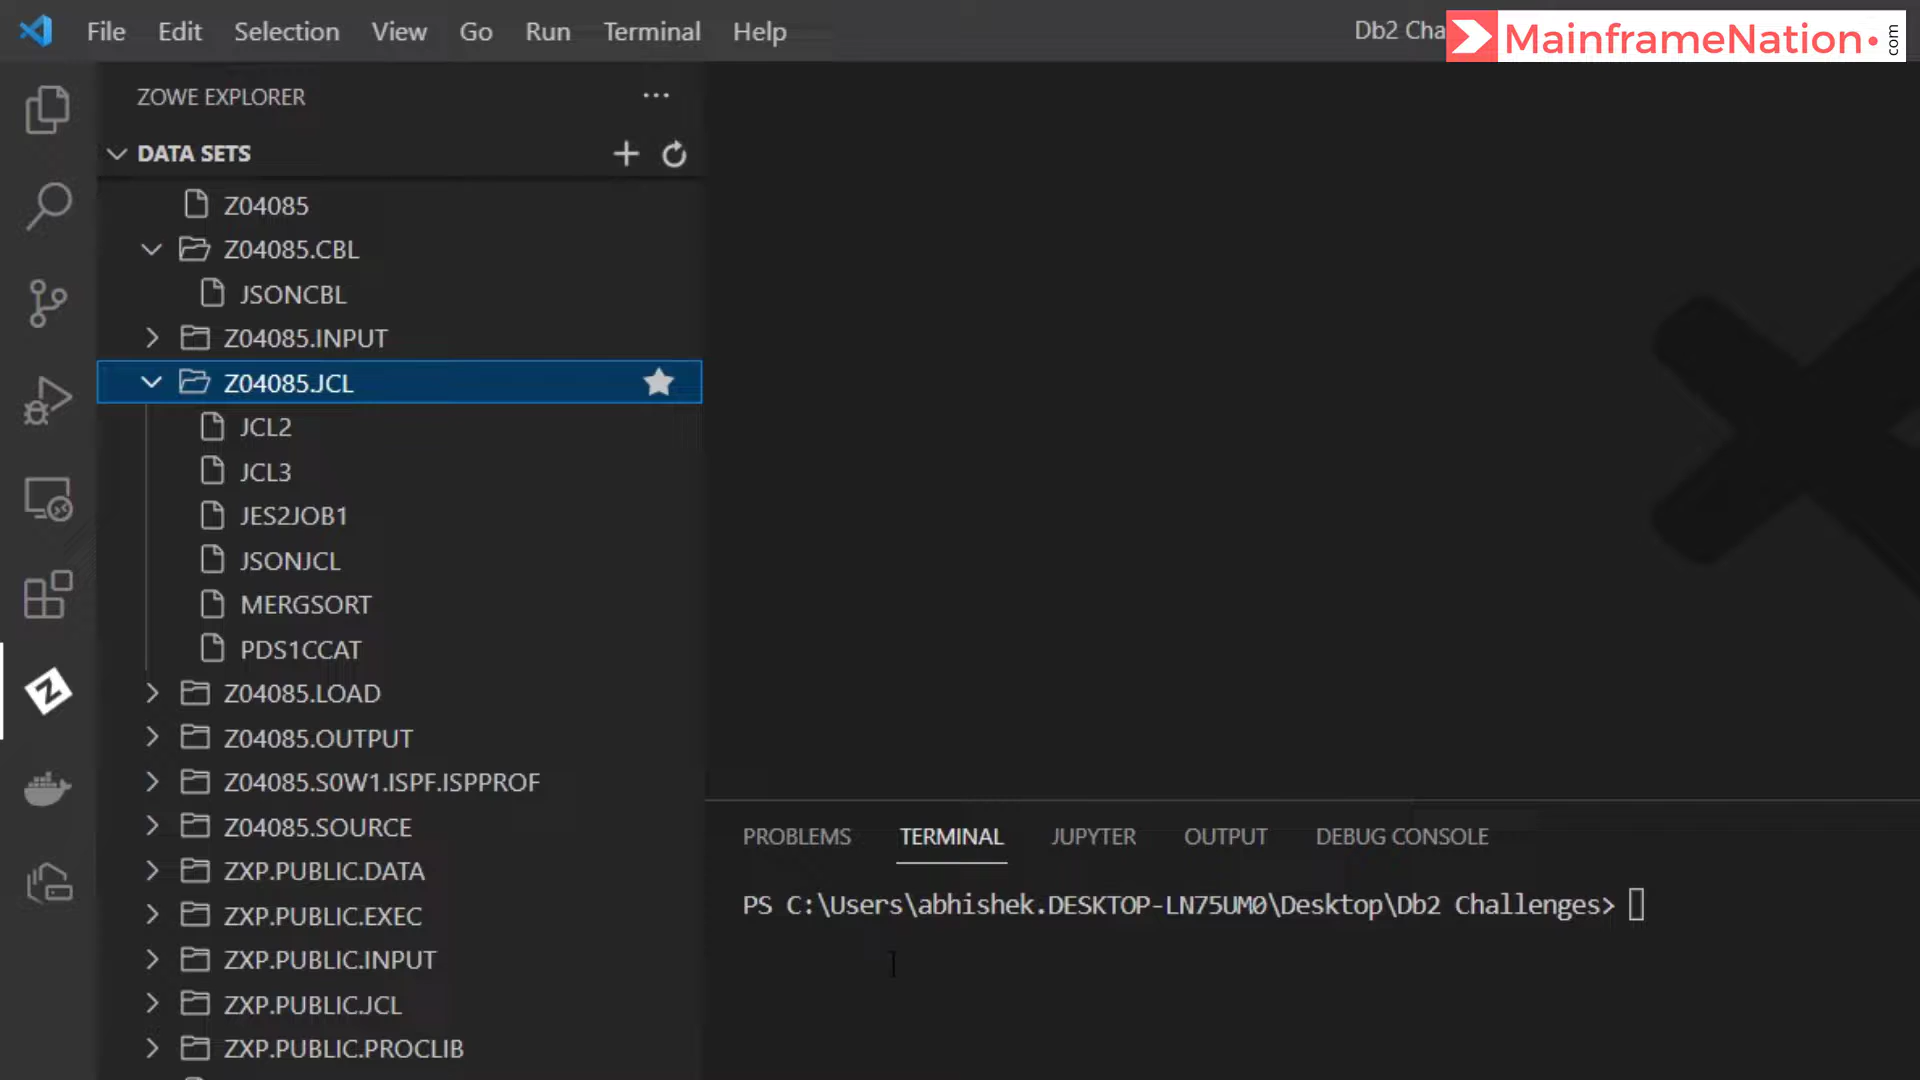 File Edit Selection View Go Run Terminal Help
Db2 Cha
MainframeNation.com
ZOWE EXPLORER
DATA SETS
Z04085
Z04085.CBL
JSONCBL
Z04085.INPUT
Z04085.JCL
JCL2
JCL3
JES2JOB1
JSONJCL
MERGSORT
PDS1CCAT
Z04085.LOAD
Z04085.OUTPUT
Z04085.S0W1.ISPF.ISPPROF
Z04085.SOURCE
ZXP.PUBLIC.DATA
ZXP.PUBLIC.EXEC
ZXP.PUBLIC.INPUT
ZXP.PUBLIC.JCL
ZXP.PUBLIC.PROCLIB
PROBLEMS TERMINAL JUPYTER OUTPUT DEBUG CONSOLE
PS C:\Users\abhishek.DESKTOP-LN75UM0\Desktop\Db2 Challenges>